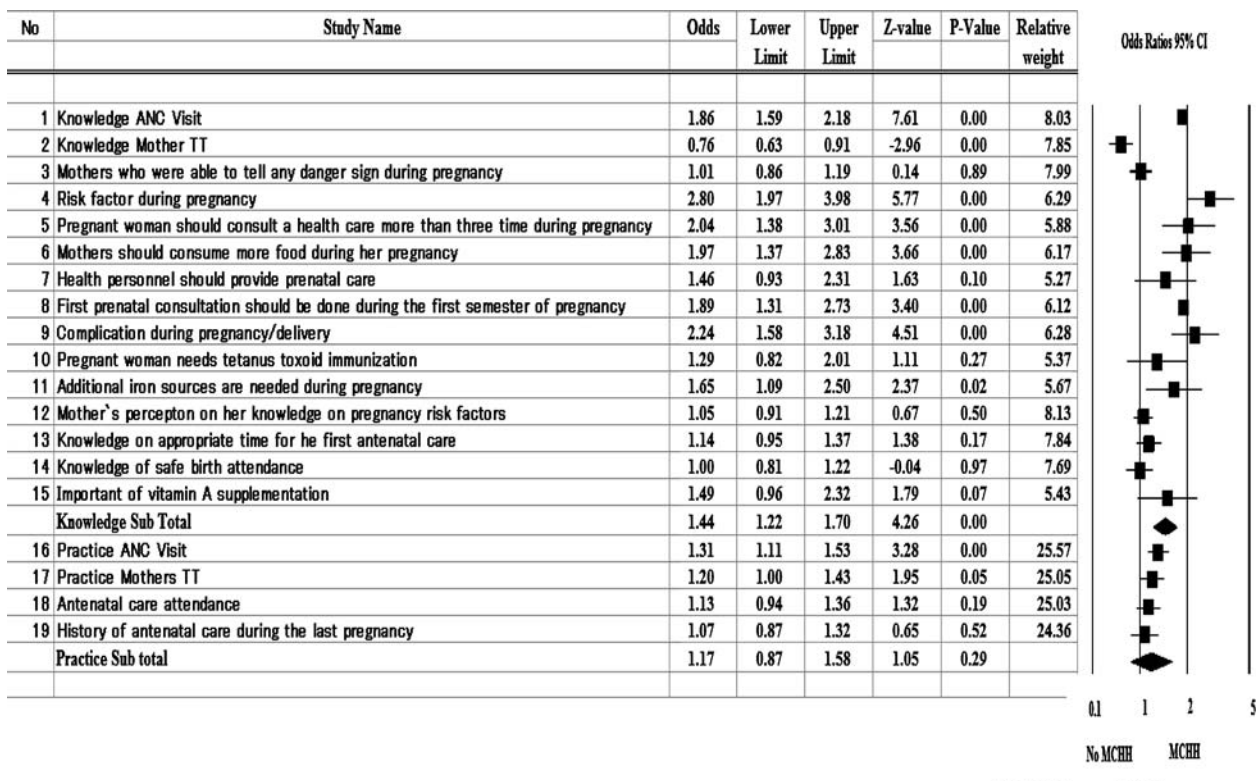 No Study Name Odds Lower Limit Upper Limit Z-value P-Value Relative weight Odds Ratios 95% CI
1 Knowledge ANC Visit 1.86 1.59 2.18 7.61 0.00 8.03
2 Knowledge Mother TT 0.76 0.63 0.91 -2.96 0.00 7.85
3 Mothers who were able to tell any danger sign during pregnancy 1.01 0.86 1.19 0.14 0.89 7.99
4 Risk factor during pregnancy 2.80 1.97 3.98 5.77 0.00 6.29
5 Pregnant woman should consult a health care more than three time during pregnancy 2.04 1.38 3.01 3.56 0.00 5.88
6 Mothers should consume more food during her pregnancy 1.97 1.37 2.83 3.66 0.00 6.17
7 Health personnel should provide prenatal care 1.46 0.93 2.31 1.63 0.10 5.27
8 First prenatal consultation should be done during the first semester of pregnancy 1.89 1.31 2.73 3.40 0.00 6.12
9 Complication during pregnancy/delivery 2.24 1.58 3.18 4.51 0.00 6.28
10 Pregnant woman needs tetanus toxoid immunization 1.29 0.82 2.01 1.11 0.27 5.37
11 Additional iron sources are needed during pregnancy 1.65 1.09 2.50 2.37 0.02 5.67
12 Mother`s percepton on her knowledge on pregnancy risk factors 1.05 0.91 1.21 0.67 0.50 8.13
13 Knowledge on appropriate time for he first antenatal care 1.14 0.95 1.37 1.38 0.17 7.84
14 Knowledge of safe birth attendance 1.00 0.81 1.22 -0.04 0.97 7.69
15 Important of vitamin A supplementation 1.49 0.96 2.32 1.79 0.07 5.43
Knowledge Sub Total 1.44 1.22 1.70 4.26 0.00
16 Practice ANC Visit 1.31 1.11 1.53 3.28 0.00 25.57
17 Practice Mothers TT 1.20 1.00 1.43 1.95 0.05 25.05
18 Antenatal care attendance 1.13 0.94 1.36 1.32 0.19 25.03
19 History of antenatal care during the last pregnancy 1.07 0.87 1.32 0.65 0.52 24.36
Practice Sub total 1.17 0.87 1.58 1.05 0.29
0.1 1 2 5
No MCHH MCHH